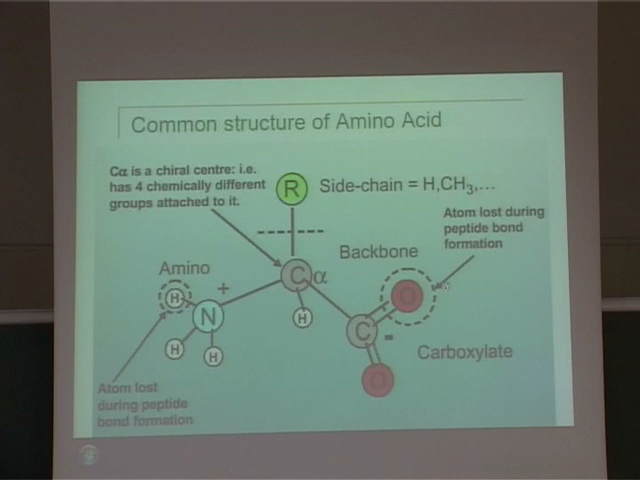 Common structure of Amino Acid
Cα is a chiral centre: i.e.
has 4 chemically different
groups attached to it.
R
Side-chain = H,CH3,...
Atom lost during
peptide bond
formation
Backbone
Amino
+
C α
H
N
H
O
C
-
H
H
Carboxylate
O
Atom lost
during peptide
bond formation